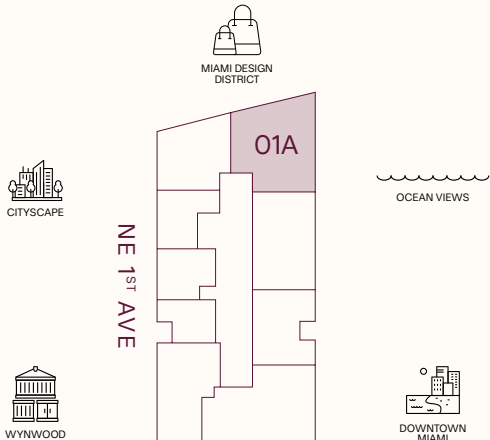 MIAMI DESIGN
DISTRICT
01A
CITYSCAPE
OCEAN VIEWS
NE 1ST AVE
WYNWOOD
DOWNTOWN
MIAMI